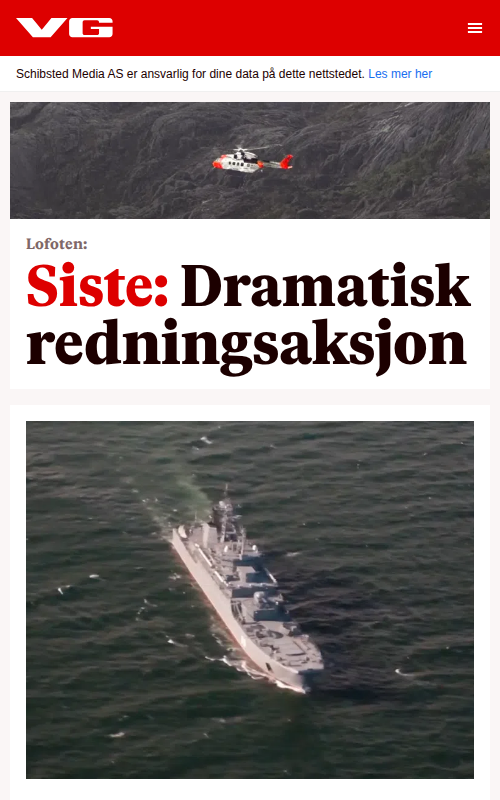 VG
Schibsted Media AS er ansvarlig for dine data på dette nettstedet. Les mer her
Lofoten:
Siste: Dramatisk
redningsaksjon